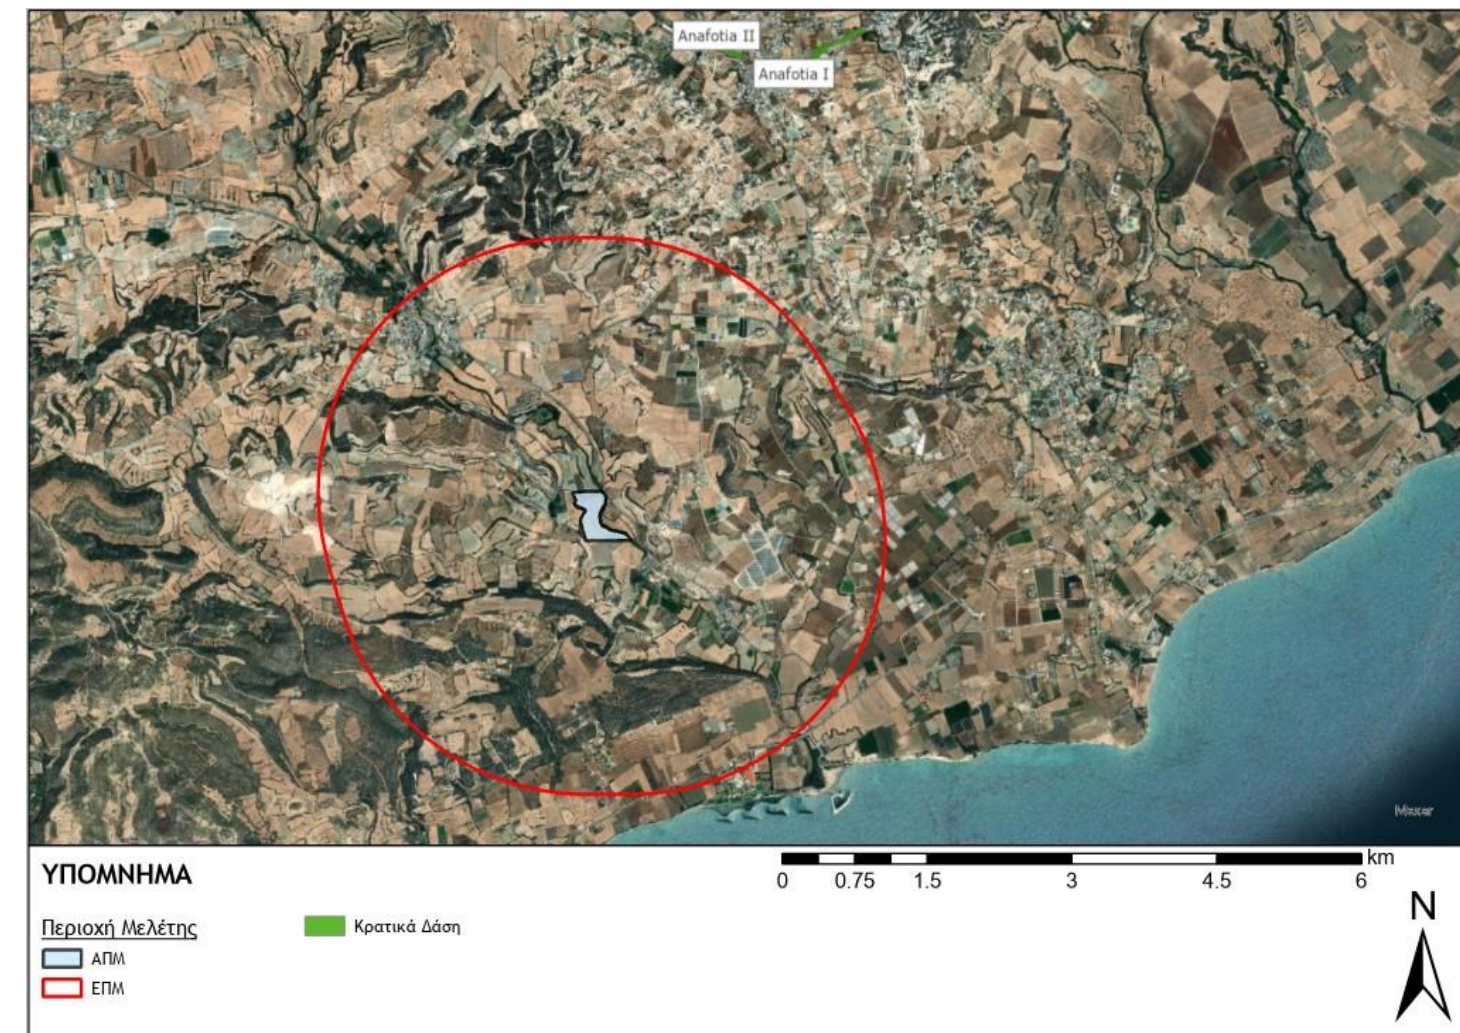 Anafotia II
Anafotia I
Maxar
ΥΠΟΜΝΗΜΑ
Περιοχή Μελέτης
ΑΠΜ
ΕΠΜ
Κρατικά Δάση
km
0 0.75 1.5 3 4.5 6
N